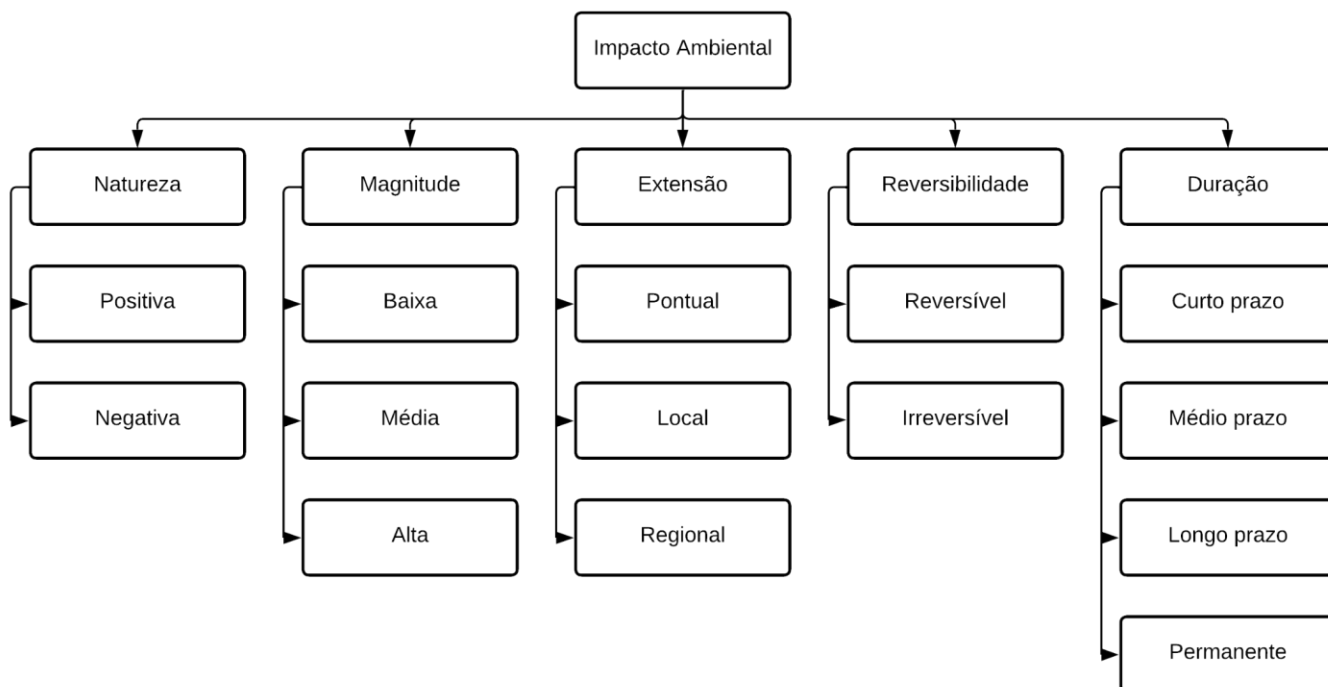 Impacto Ambiental
Natureza
Magnitude
Extensão
Reversibilidade
Duração
Positiva
Baixa
Pontual
Reversível
Curto prazo
Negativa
Média
Local
Irreversível
Médio prazo
Alta
Regional
Longo prazo
Permanente